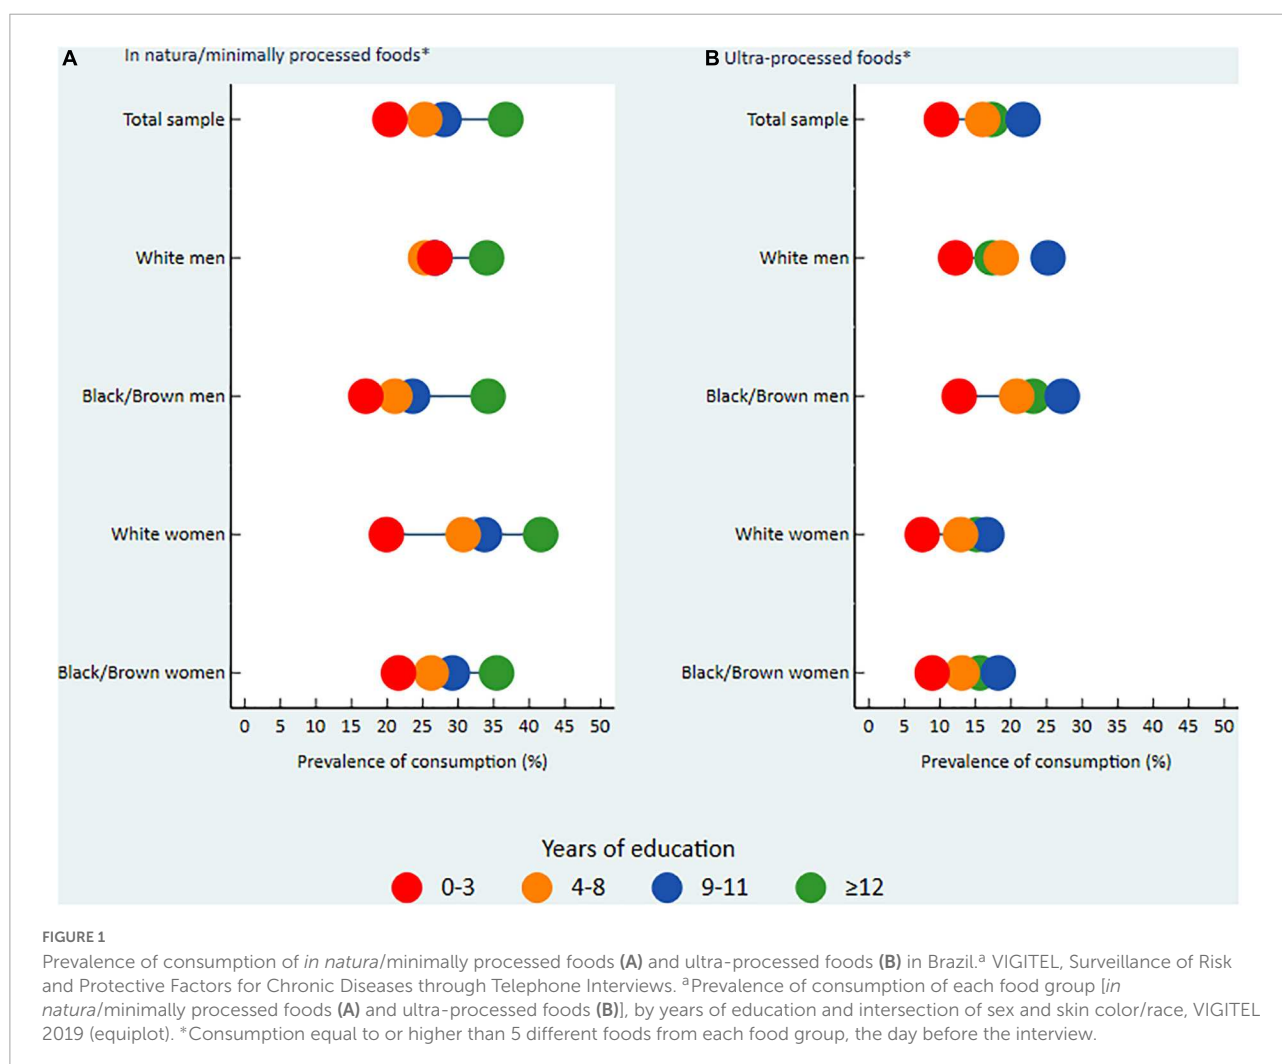 A In natura/minimally processed foods*
Total sample
White men
Black/Brown men
White women
Black/Brown women
0 5 10 15 20 25 30 35 40 45 50
Prevalence of consumption (%)
B Ultra-processed foods*
Total sample
White men
Black/Brown men
White women
Black/Brown women
0 5 10 15 20 25 30 35 40 45 50
Prevalence of consumption (%)
Years of education
0-3 4-8 9-11 ≥12
FIGURE 1
Prevalence of consumption of in natura/minimally processed foods (A) and ultra-processed foods (B) in Brazil.ᵃ VIGITEL, Surveillance of Risk
and Protective Factors for Chronic Diseases through Telephone Interviews. ᵃPrevalence of consumption of each food group [in
natura/minimally processed foods (A) and ultra-processed foods (B)], by years of education and intersection of sex and skin color/race, VIGITEL
2019 (equiplot). *Consumption equal to or higher than 5 different foods from each food group, the day before the interview.